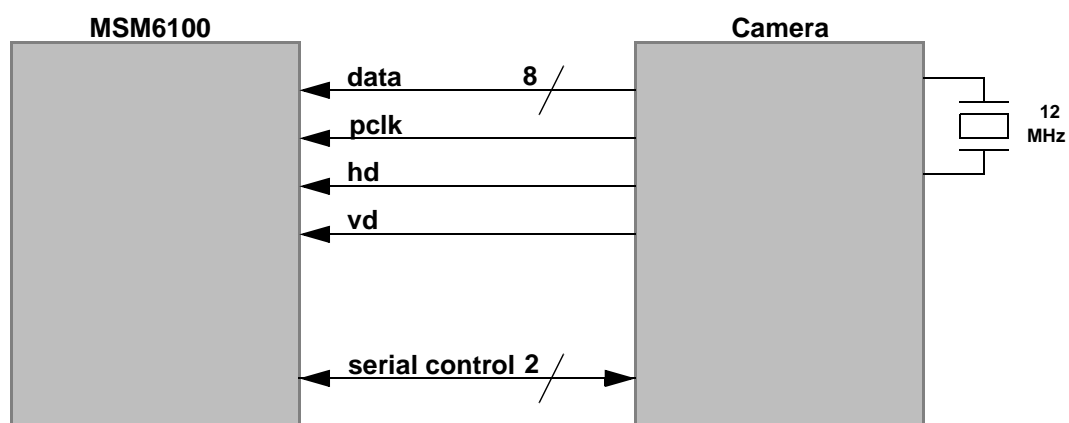 MSM6100
Camera
data 8
pclk
hd
vd
serial control 2
12
MHz